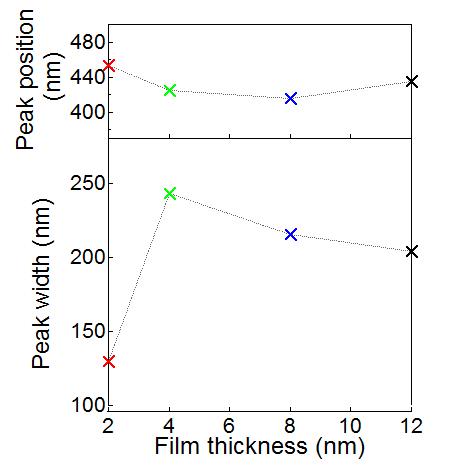 Peak position
(nm)
480
440
400
Peak width (nm)
250
200
150
100
2 4 6 8 10 12
Film thickness (nm)